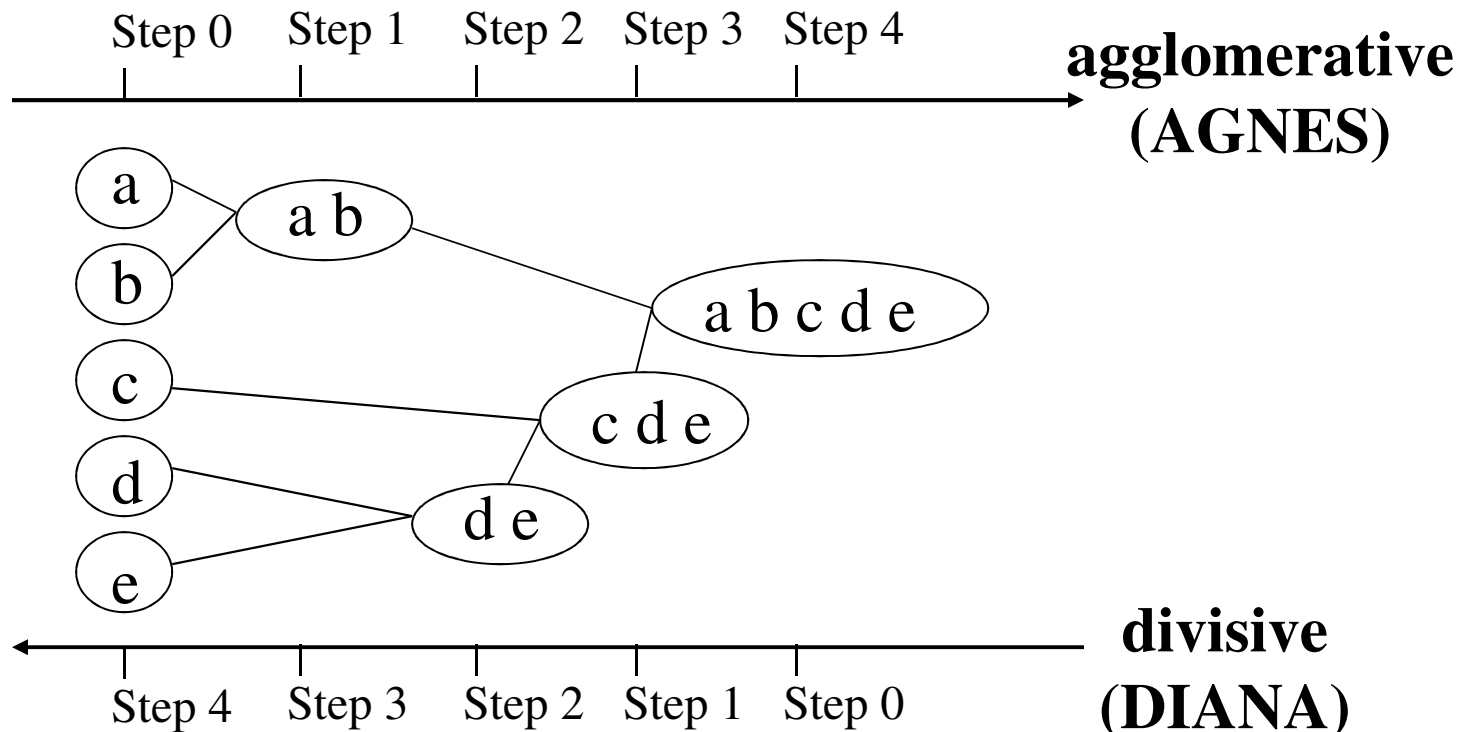 Step 0 Step 1 Step 2 Step 3 Step 4
agglomerative
(AGNES)
a
a b
b
a b c d e
c
c d e
d
d e
e
divisive
(DIANA)
Step 4 Step 3 Step 2 Step 1 Step 0